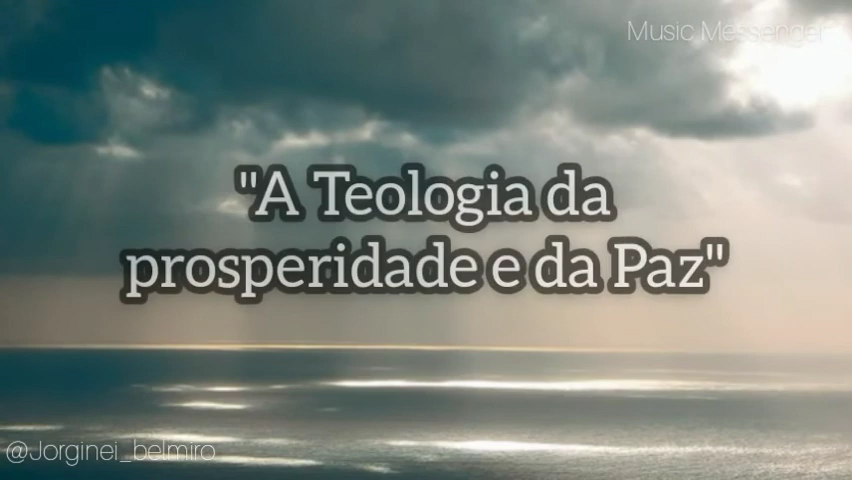 Music Messenger
"A Teologia da
prosperidade e da Paz"
@Jorginei_belmiro